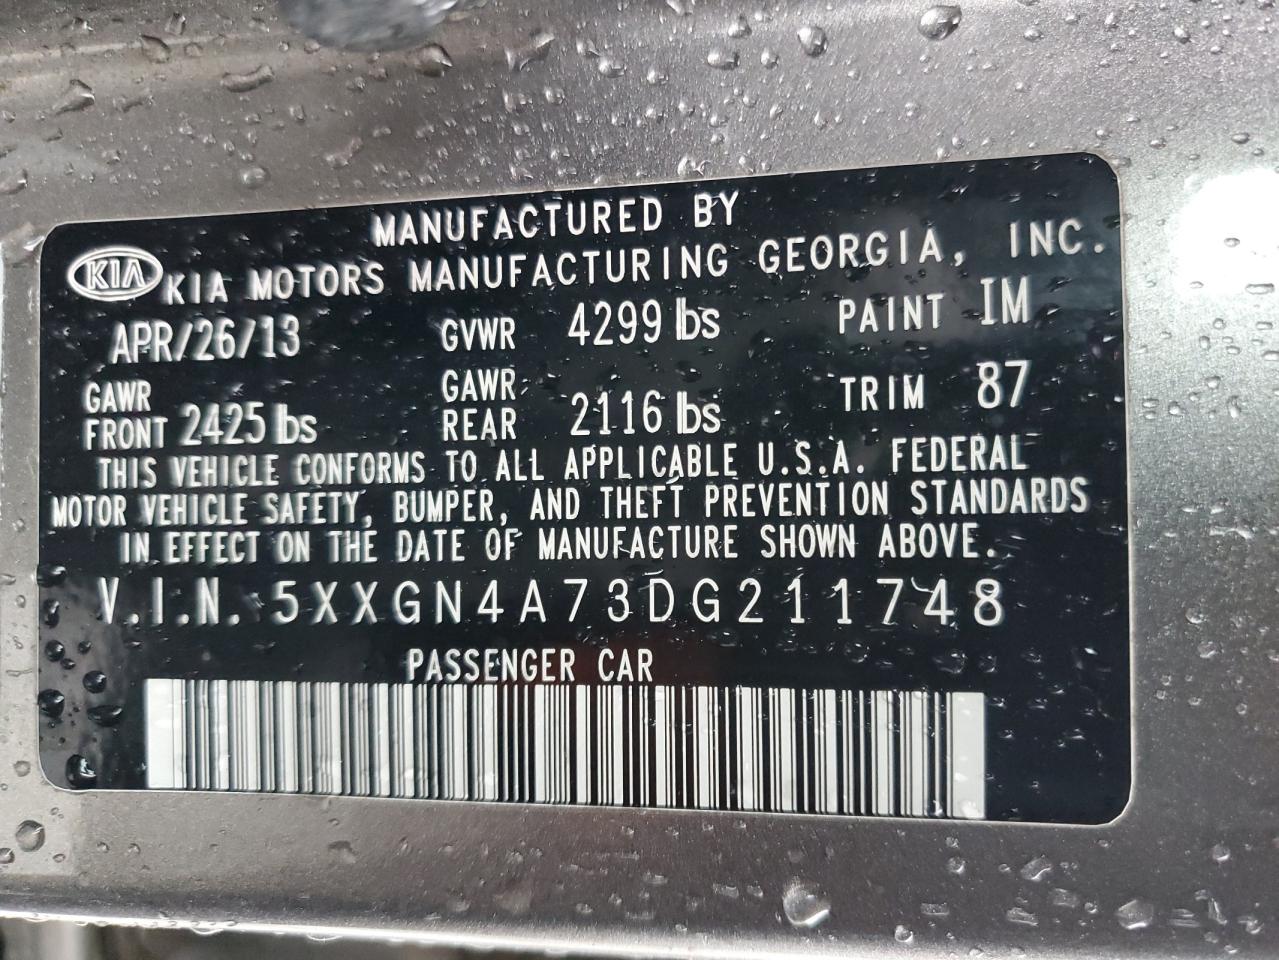 MANUFACTURED BY
KIA KIA MOTORS MANUFACTURING GEORGIA, INC.
APR/26/13 GVWR 4299 lbs PAINT IM
GAWR FRONT 2425 lbs GAWR REAR 2116 lbs TRIM 87
THIS VEHICLE CONFORMS TO ALL APPLICABLE U.S.A. FEDERAL
MOTOR VEHICLE SAFETY, BUMPER, AND THEFT PREVENTION STANDARDS
IN EFFECT ON THE DATE OF MANUFACTURE SHOWN ABOVE.
V.I.N. 5XXGN4A73DG211748
PASSENGER CAR